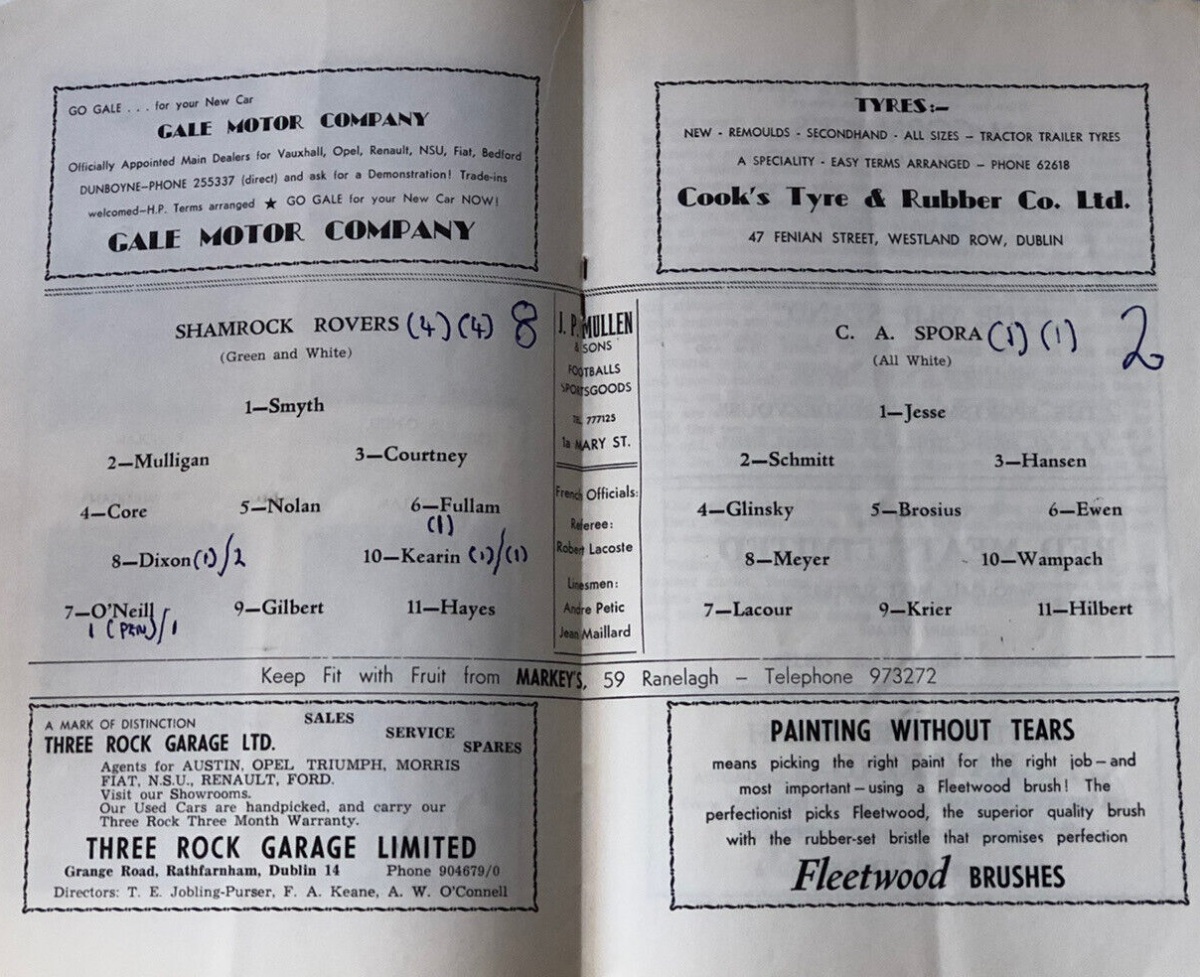 GO GALE . . . for your New Car
GALE MOTOR COMPANY
Officially Appointed Main Dealers for Vauxhall, Opel, Renault, NSU, Fiat, Bedford
DUNBOYNE—PHONE 255337 (direct) and ask for a Demonstration! Trade-ins
welcomed—H.P. Terms arranged ★ GO GALE for your New Car NOW!
GALE MOTOR COMPANY
TYRES:—
NEW - REMOULDS - SECONDHAND - ALL SIZES — TRACTOR TRAILER TYRES
A SPECIALITY - EASY TERMS ARRANGED — PHONE 62618
Cook's Tyre & Rubber Co. Ltd.
47 FENIAN STREET, WESTLAND ROW, DUBLIN
SHAMROCK ROVERS (4) (4) 8
(Green and White)
1—Smyth
2—Mulligan 3—Courtney
4—Core 5—Nolan 6—Fullam
(1)
8—Dixon (1)/2 10—Kearin (1)/(1)
7—O'Neill 9—Gilbert 11—Hayes
1 (PEN)/1
J. P. MULLEN
& SONS
FOOTBALLS
SPORTSGOODS
TEL. 777125
1a MARY ST.
French Officials:
Referee:
Robert Lacoste
Linesmen:
Andre Petic
Jean Maillard
C. A. SPORA (1) (1) 2
(All White)
1—Jesse
2—Schmitt 3—Hansen
4—Glinsky 5—Brosius 6—Ewen
8—Meyer 10—Wampach
7—Lacour 9—Krier 11—Hilbert
Keep Fit with Fruit from MARKEY'S, 59 Ranelagh — Telephone 973272
A MARK OF DISTINCTION SALES
THREE ROCK GARAGE LTD. SERVICE
SPARES
Agents for AUSTIN, OPEL TRIUMPH, MORRIS
FIAT, N.S.U., RENAULT, FORD.
Visit our Showrooms.
Our Used Cars are handpicked, and carry our
Three Rock Three Month Warranty.
THREE ROCK GARAGE LIMITED
Grange Road, Rathfarnham, Dublin 14 Phone 904679/0
Directors: T. E. Jobling-Purser, F. A. Keane, A. W. O'Connell
PAINTING WITHOUT TEARS
means picking the right paint for the right job—and
most important—using a Fleetwood brush! The
perfectionist picks Fleetwood, the superior quality brush
with the rubber-set bristle that promises perfection
Fleetwood BRUSHES